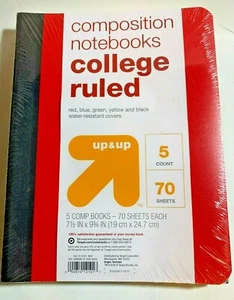 composition
notebooks
college
ruled
red, blue, green, yellow and black
water-resistant covers
up&up
5
COUNT
70
SHEETS
5 COMP BOOKS – 70 SHEETS EACH
7½ IN x 9¾ IN (19 cm x 24.7 cm)
100% satisfaction guaranteed or your money back.